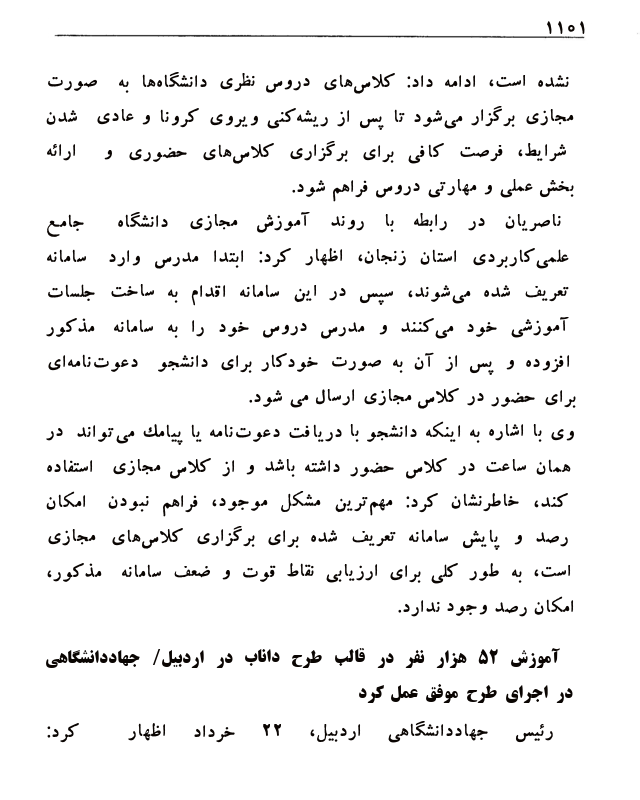 ۱۱۰۱
نشده است، ادامه داد: کلاس‌های دروس نظری دانشگاه‌ها به صورت
مجازی برگزار می‌شود تا پس از ریشه‌کنی ویروی کرونا و عادی شدن
شرایط، فرصت کافی برای برگزاری کلاس‌های حضوری و ارائه
بخش عملی و مهارتی دروس فراهم شود.
ناصریان در رابطه با روند آموزش مجازی دانشگاه جامع
علمی‌کاربردی استان زنجان، اظهار کرد: ابتدا مدرس وارد سامانه
تعریف شده می‌شوند، سپس در این سامانه اقدام به ساخت جلسات
آموزشی خود می‌کنند و مدرس دروس خود را به سامانه مذکور
افزوده و پس از آن به صورت خودکار برای دانشجو دعوت‌نامه‌ای
برای حضور در کلاس مجازی ارسال می شود.
وی با اشاره به اینکه دانشجو با دریافت دعوت‌نامه یا پیامك می‌تواند در
همان ساعت در کلاس حضور داشته باشد و از کلاس مجازی استفاده
کند، خاطرنشان کرد: مهم‌ترین مشکل موجود، فراهم نبودن امکان
رصد و پایش سامانه تعریف شده برای برگزاری کلاس‌های مجازی
است، به طور کلی برای ارزیابی نقاط قوت و ضعف سامانه مذکور،
امکان رصد وجود ندارد.
آموزش ۵۲ هزار نفر در قالب طرح داناب در اردبیل/ جهاددانشگاهی
در اجرای طرح موفق عمل کرد
رئیس جهاددانشگاهی اردبیل، ۲۲ خرداد اظهار کرد: